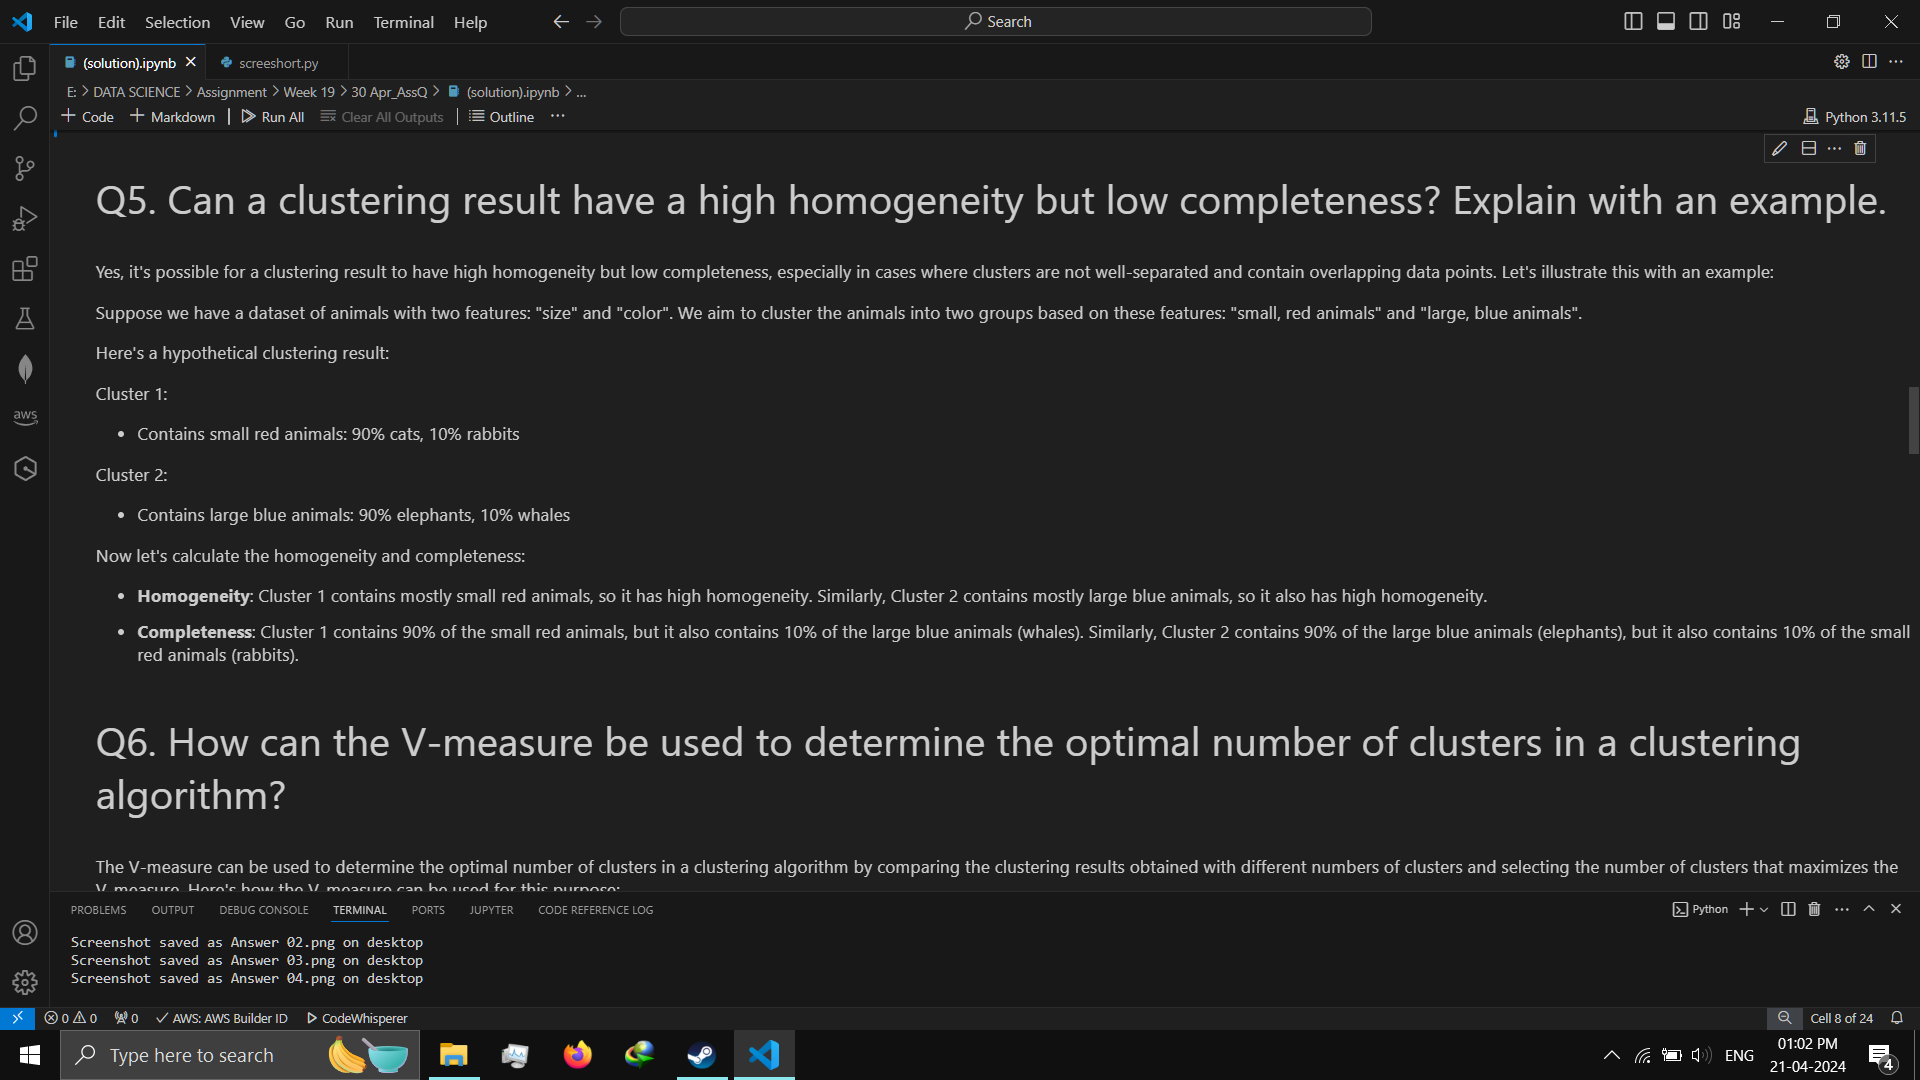 File Edit Selection View Go Run Terminal Help Search
(solution).ipynb screeshort.py
E: > DATA SCIENCE > Assignment > Week 19 > 30 Apr_AssQ > (solution).ipynb > ...
+ Code + Markdown | Run All Clear All Outputs | Outline ... Python 3.11.5
Q5. Can a clustering result have a high homogeneity but low completeness? Explain with an example.
Yes, it's possible for a clustering result to have high homogeneity but low completeness, especially in cases where clusters are not well-separated and contain overlapping data points. Let's illustrate this with an example:
Suppose we have a dataset of animals with two features: "size" and "color". We aim to cluster the animals into two groups based on these features: "small, red animals" and "large, blue animals".
Here's a hypothetical clustering result:
Cluster 1:
• Contains small red animals: 90% cats, 10% rabbits
Cluster 2:
• Contains large blue animals: 90% elephants, 10% whales
Now let's calculate the homogeneity and completeness:
• Homogeneity: Cluster 1 contains mostly small red animals, so it has high homogeneity. Similarly, Cluster 2 contains mostly large blue animals, so it also has high homogeneity.
• Completeness: Cluster 1 contains 90% of the small red animals, but it also contains 10% of the large blue animals (whales). Similarly, Cluster 2 contains 90% of the large blue animals (elephants), but it also contains 10% of the small
red animals (rabbits).
Q6. How can the V-measure be used to determine the optimal number of clusters in a clustering
algorithm?
The V-measure can be used to determine the optimal number of clusters in a clustering algorithm by comparing the clustering results obtained with different numbers of clusters and selecting the number of clusters that maximizes the
V-measure. Here's how the V-measure can be used for this purpose:
PROBLEMS OUTPUT DEBUG CONSOLE TERMINAL PORTS JUPYTER CODE REFERENCE LOG Python
Screenshot saved as Answer 02.png on desktop
Screenshot saved as Answer 03.png on desktop
Screenshot saved as Answer 04.png on desktop
aws
0 0 0 AWS: AWS Builder ID CodeWhisperer Cell 8 of 24
Type here to search ENG 01:02 PM
21-04-2024 4